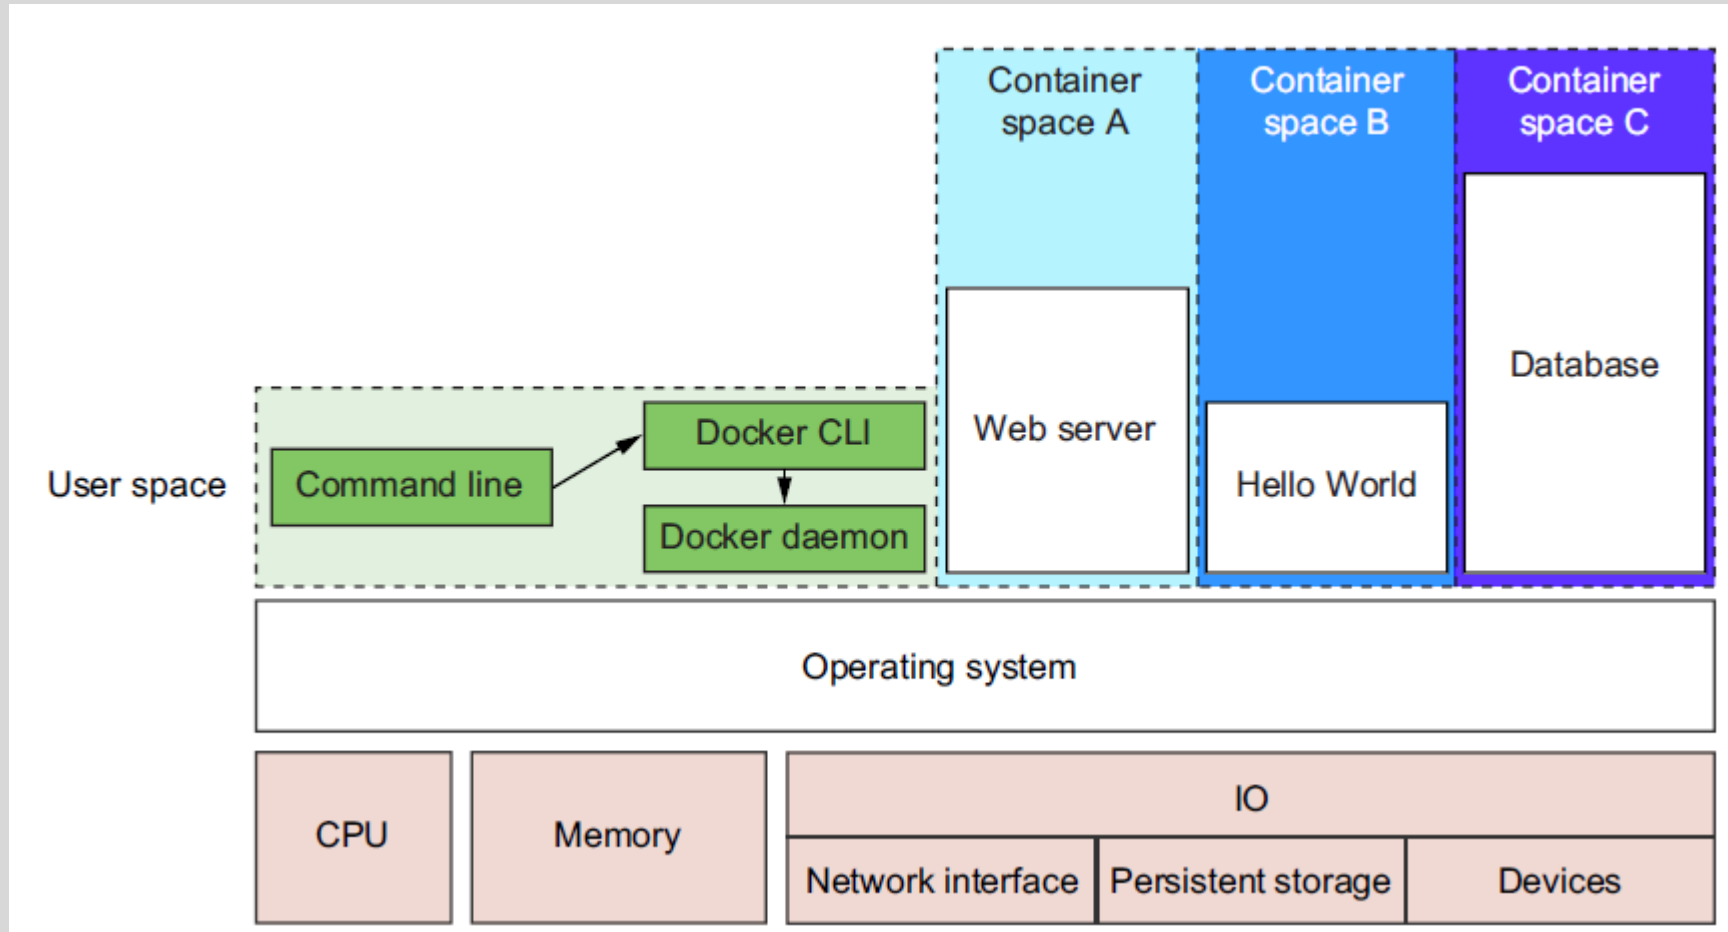 Container
space A
Container
space B
Container
space C
Database
Web server
Docker CLI
User space
Command line
Hello World
Docker daemon
Operating system
IO
CPU
Memory
Network interface
Persistent storage
Devices